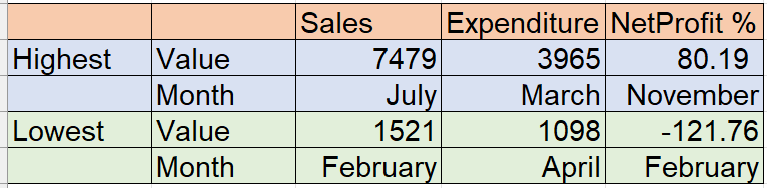 Sales Expenditure NetProfit %
Highest Value 7479 3965 80.19
Month July March November
Lowest Value 1521 1098 -121.76
Month February April February